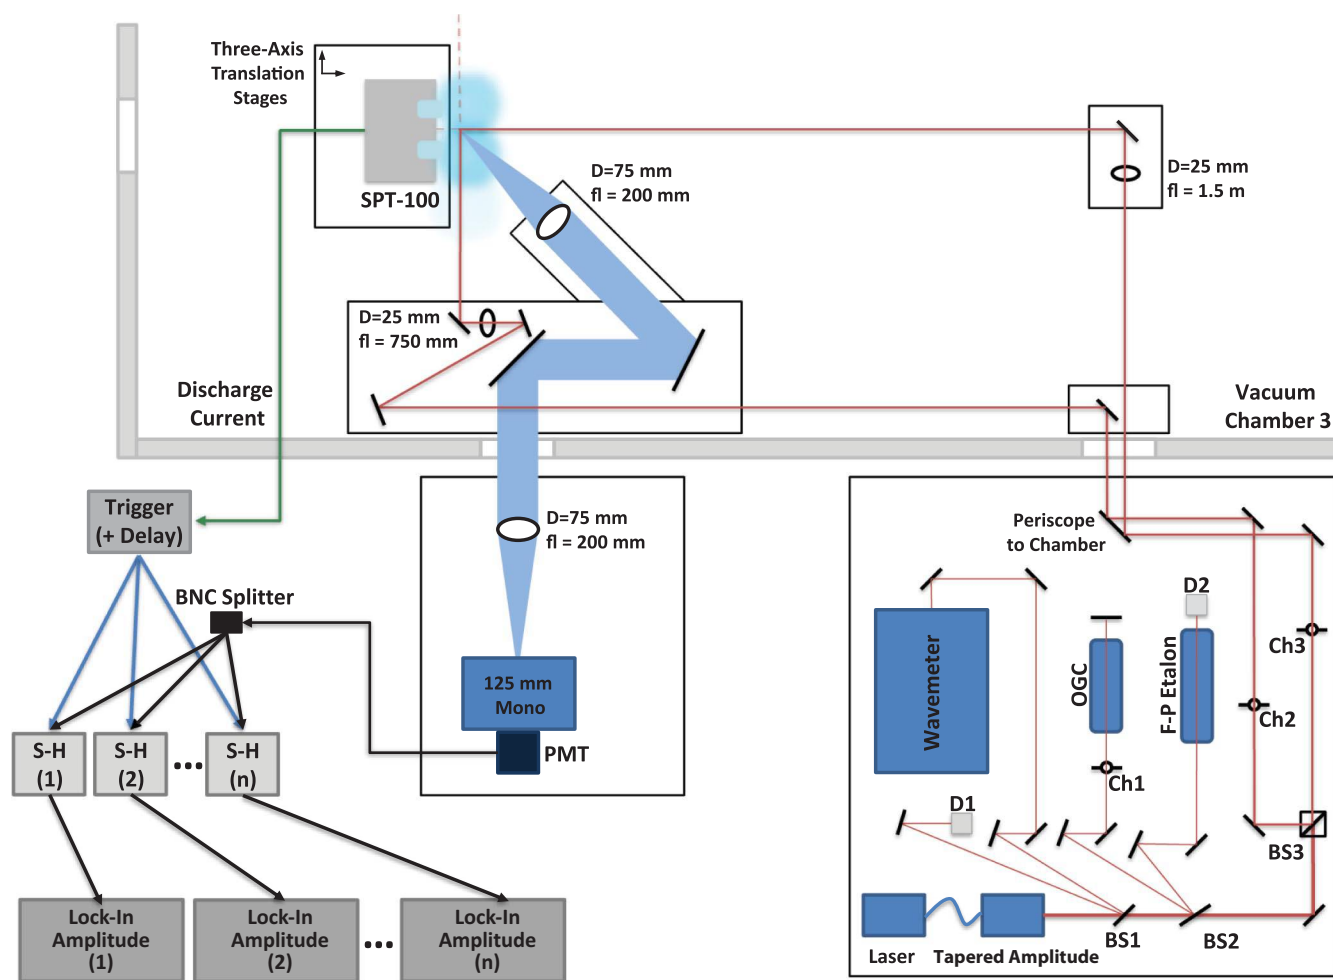 Three-Axis
Translation
Stages
SPT-100
D=75 mm
fl = 200 mm
D=25 mm
fl = 1.5 m
D=25 mm
fl = 750 mm
Discharge
Current
Vacuum
Chamber 3
Trigger
(+ Delay)
BNC Splitter
D=75 mm
fl = 200 mm
125 mm
Mono
PMT
S-H
(1)
S-H
(2)
S-H
(n)
Lock-In
Amplitude
(1)
Lock-In
Amplitude
(2)
Lock-In
Amplitude
(n)
Periscope
to Chamber
Wavemeter
OGC
F-P Etalon
D2
Ch3
Ch2
Ch1
D1
BS3
BS1
BS2
Laser
Tapered Amplitude